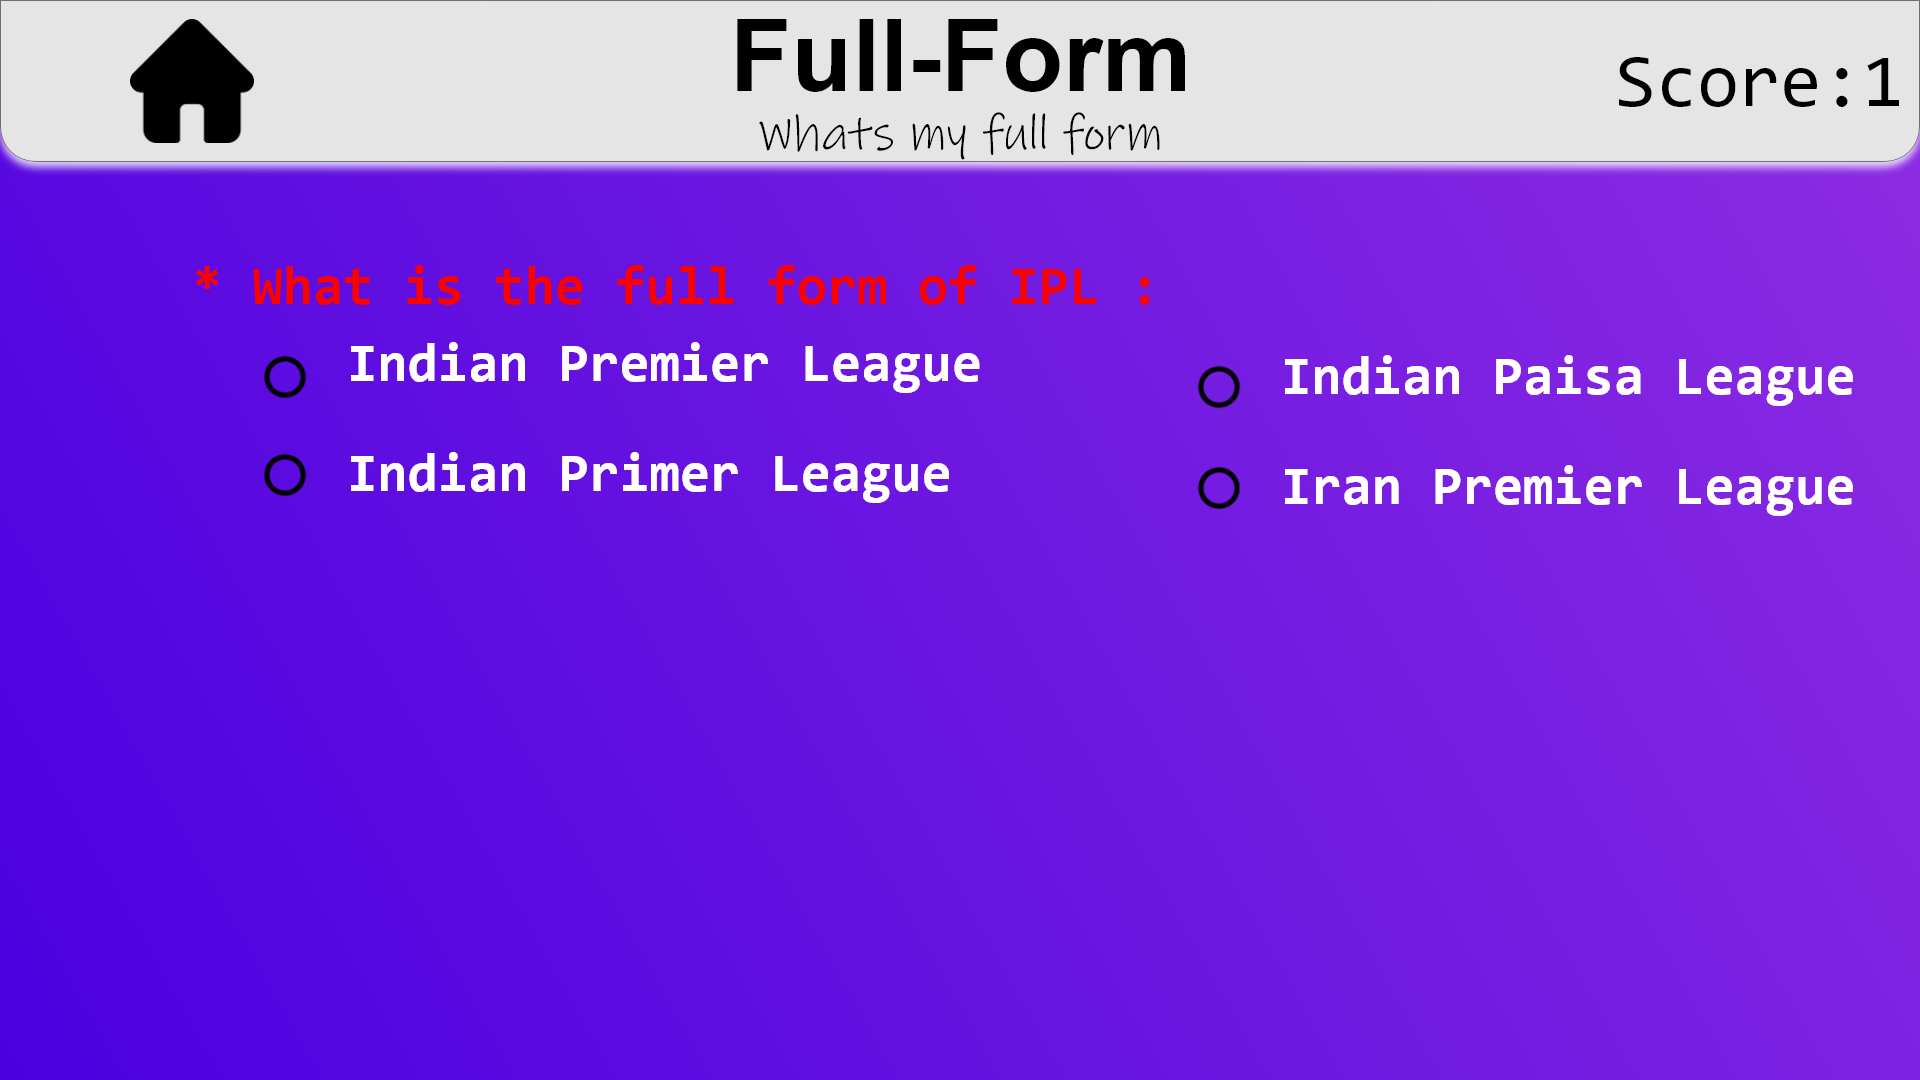 Full-Form
Whats my full form
Score:1
* What is the full form of IPL :
Indian Premier League
Indian Paisa League
Indian Primer League
Iran Premier League